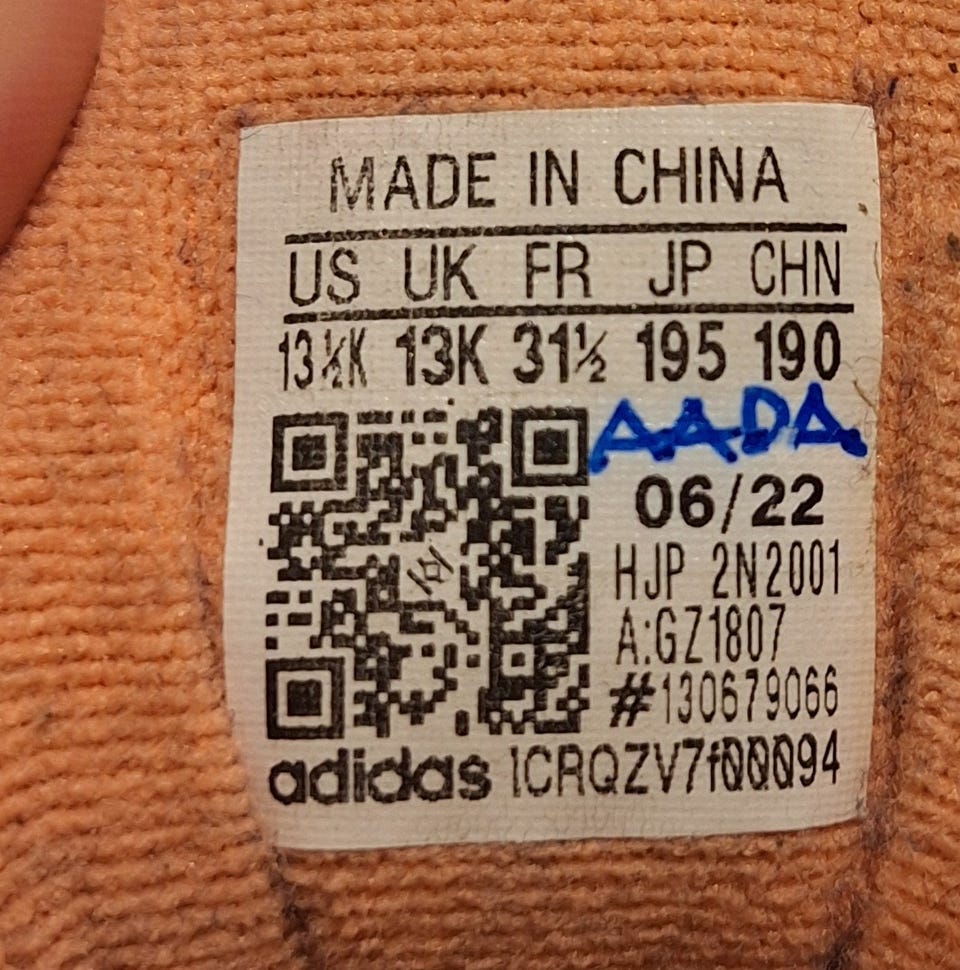 MADE IN CHINA
US UK FR JP CHN
13½K 13K 31½ 195 190
AADA
06/22
HJP 2N2001
A:GZ1807
#130679066
adidas 1CRQZV7f00094